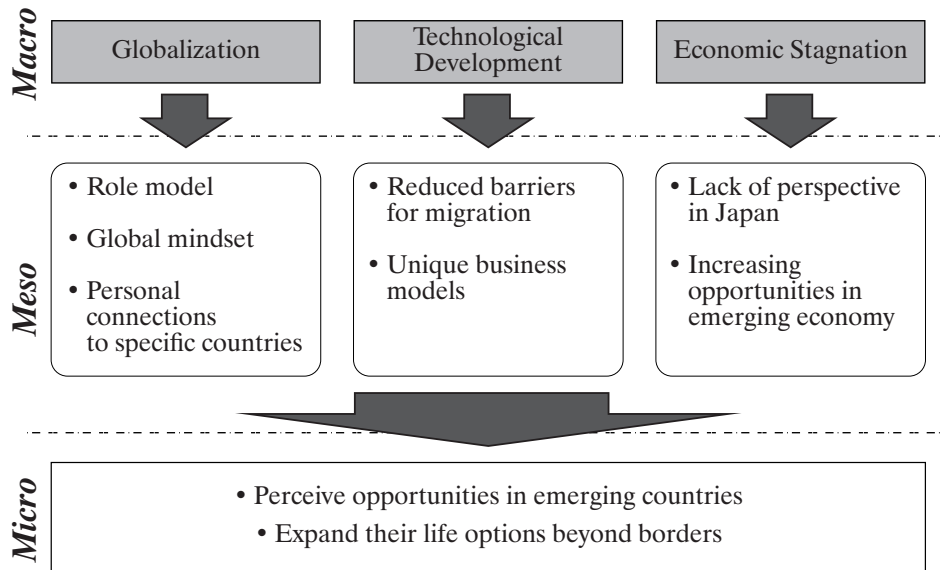 Macro
Globalization
Technological
Development
Economic Stagnation
Meso
• Role model
• Global mindset
• Personal
connections
to specific countries
• Reduced barriers
for migration
• Unique business
models
• Lack of perspective
in Japan
• Increasing
opportunities in
emerging economy
Micro
• Perceive opportunities in emerging countries
• Expand their life options beyond borders